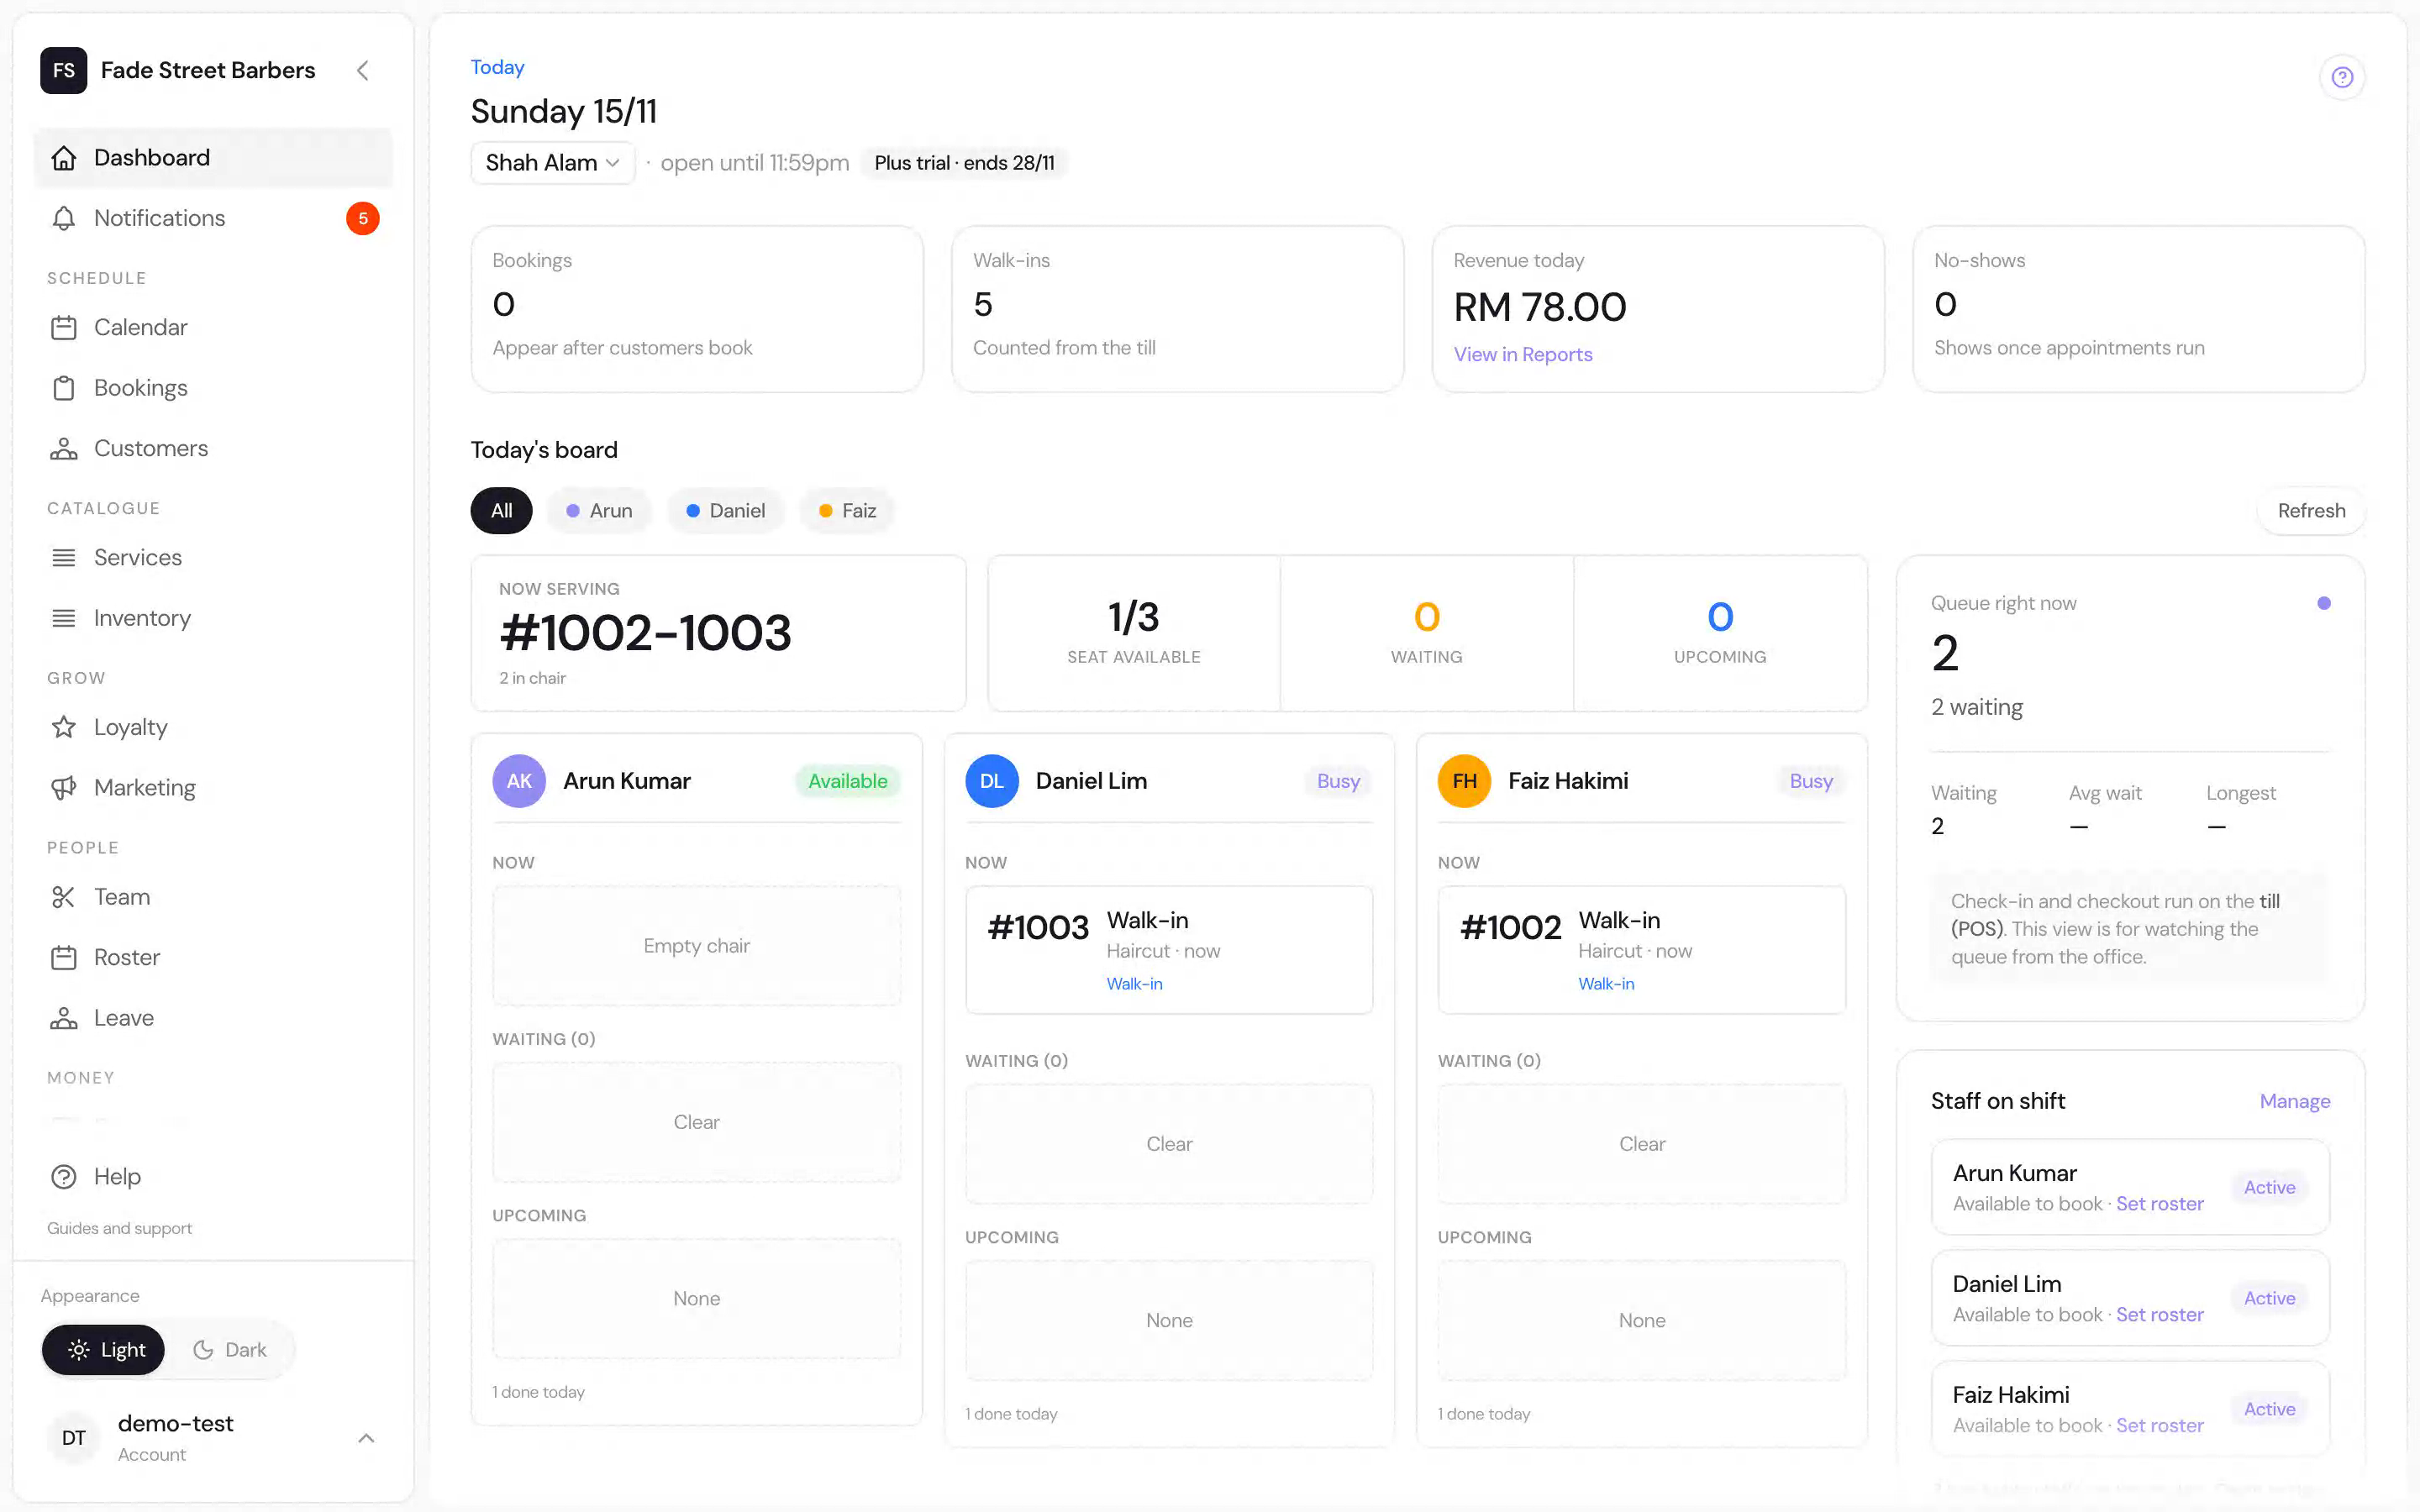 FS Fade Street Barbers
Dashboard
Notifications 5
SCHEDULE
Calendar
Bookings
Customers
CATALOGUE
Services
Inventory
GROW
Loyalty
Marketing
PEOPLE
Team
Roster
Leave
MONEY
Help
Guides and support
Appearance
Light Dark
DT demo-test
Account
Today
Sunday 15/11
Shah Alam · open until 11:59pm Plus trial · ends 28/11
Bookings
0
Appear after customers book
Walk-ins
5
Counted from the till
Revenue today
RM 78.00
View in Reports
No-shows
0
Shows once appointments run
Today's board
All Arun Daniel Faiz Refresh
NOW SERVING
#1002-1003
2 in chair
1/3
SEAT AVAILABLE
0
WAITING
0
UPCOMING
AK Arun Kumar Available
NOW
Empty chair
WAITING (0)
Clear
UPCOMING
None
1 done today
DL Daniel Lim Busy
NOW
#1003 Walk-in
Haircut · now
Walk-in
WAITING (0)
Clear
UPCOMING
None
1 done today
FH Faiz Hakimi Busy
NOW
#1002 Walk-in
Haircut · now
Walk-in
WAITING (0)
Clear
UPCOMING
None
1 done today
Queue right now
2
2 waiting
Waiting Avg wait Longest
2 — —
Check-in and checkout run on the till
(POS). This view is for watching the
queue from the office.
Staff on shift Manage
Arun Kumar
Available to book · Set roster Active
Daniel Lim
Available to book · Set roster Active
Faiz Hakimi
Available to book · Set roster Active